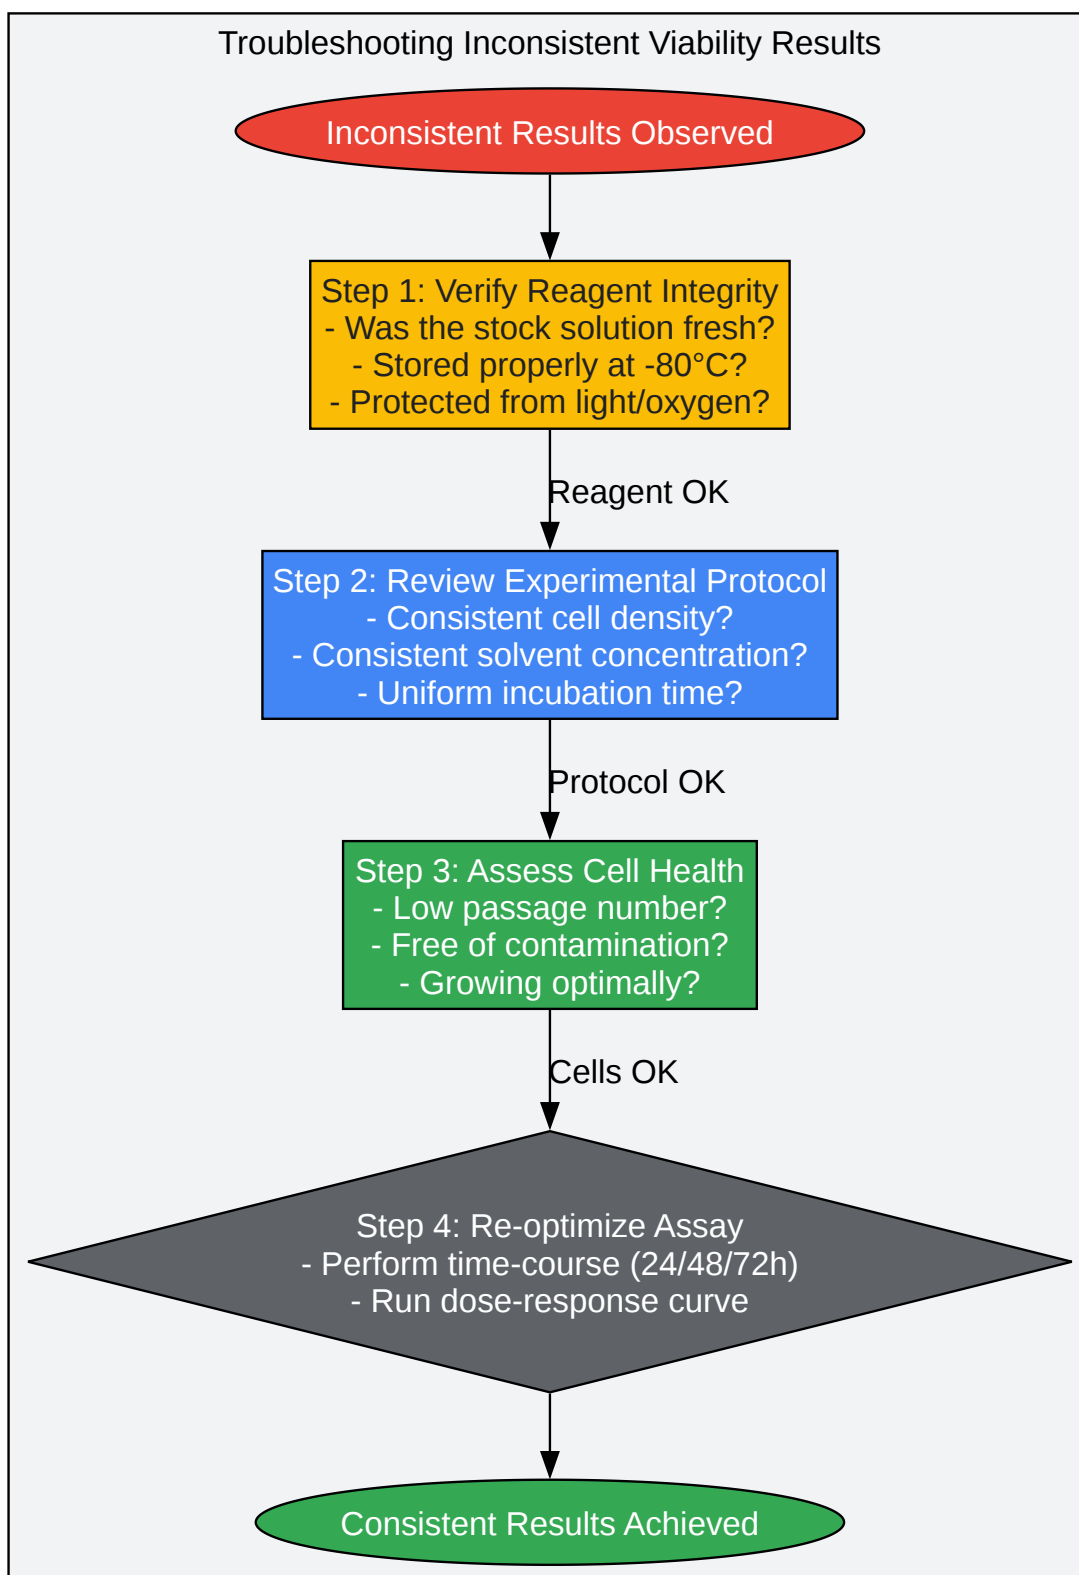 Troubleshooting Inconsistent Viability Results
Inconsistent Results Observed
Step 1: Verify Reagent Integrity
- Was the stock solution fresh?
- Stored properly at -80°C?
- Protected from light/oxygen?
Reagent OK
Step 2: Review Experimental Protocol
- Consistent cell density?
- Consistent solvent concentration?
- Uniform incubation time?
Protocol OK
Step 3: Assess Cell Health
- Low passage number?
- Free of contamination?
- Growing optimally?
Cells OK
Step 4: Re-optimize Assay
- Perform time-course (24/48/72h)
- Run dose-response curve
Consistent Results Achieved